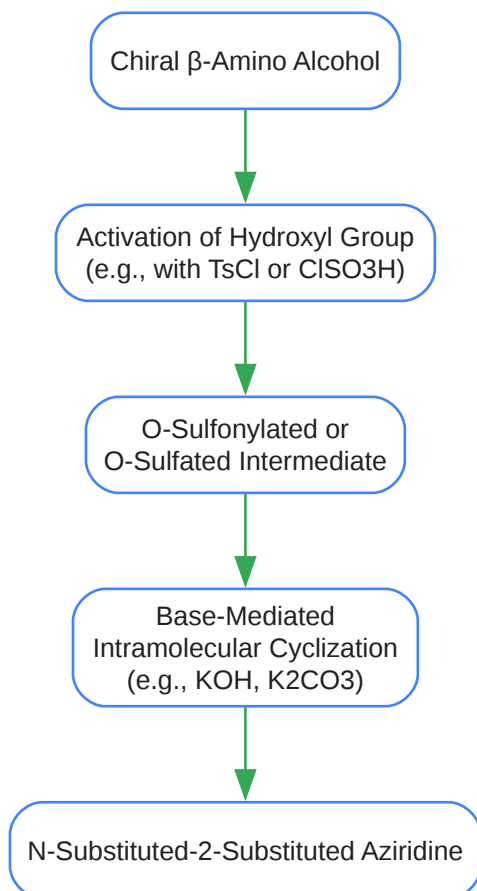 Chiral β-Amino Alcohol
Activation of Hydroxyl Group
(e.g., with TsCl or ClSO3H)
O-Sulfonylated or
O-Sulfated Intermediate
Base-Mediated
Intramolecular Cyclization
(e.g., KOH, K2CO3)
N-Substituted-2-Substituted Aziridine